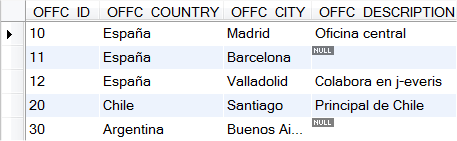 OFFC_ID OFFC_COUNTRY OFFC_CITY OFFC_DESCRIPTION
10 España Madrid Oficina central
11 España Barcelona NULL
12 España Valladolid Colabora en j-everis
20 Chile Santiago Principal de Chile
30 Argentina Buenos Ai... NULL